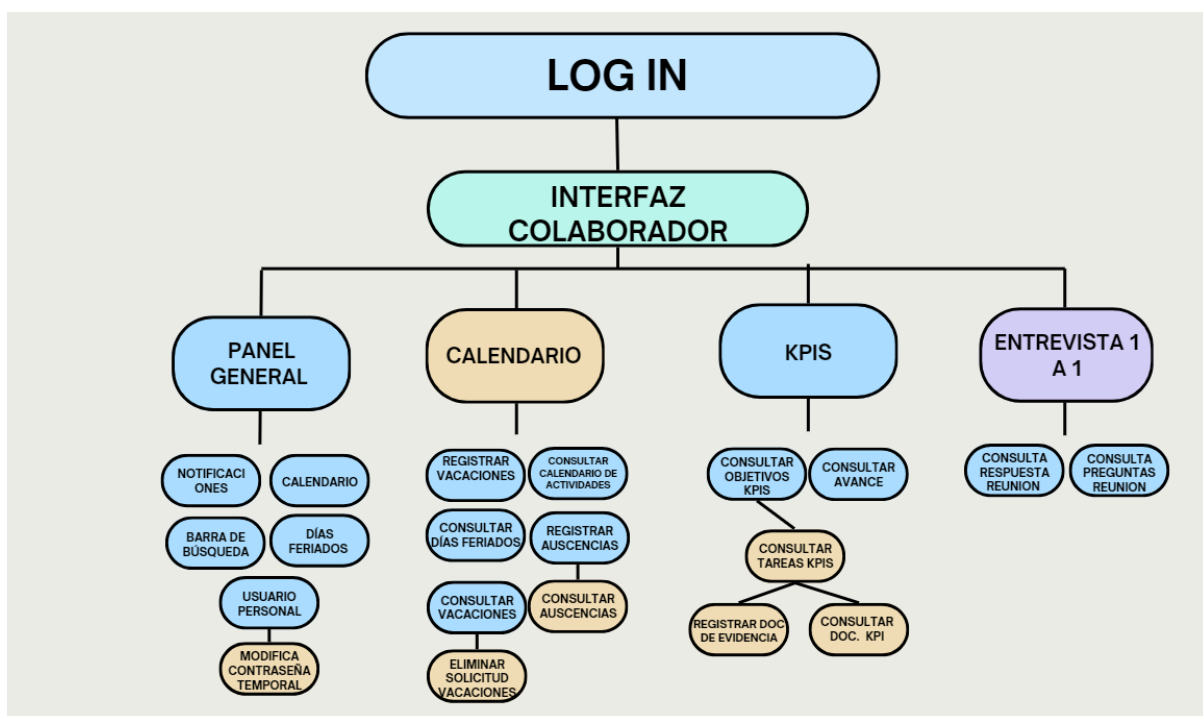 LOG IN
INTERFAZ
COLABORADOR
PANEL
GENERAL
CALENDARIO
KPIS
ENTREVISTA 1
A 1
NOTIFICACI
ONES
CALENDARIO
BARRA DE
BÚSQUEDA
DÍAS
FERIADOS
USUARIO
PERSONAL
MODIFICA
CONTRASEÑA
TEMPORAL
REGISTRAR
VACACIONES
CONSULTAR
CALENDARIO DE
ACTIVIDADES
CONSULTAR
DÍAS FERIADOS
REGISTRAR
AUSCENCIAS
CONSULTAR
VACACIONES
CONSULTAR
AUSCENCIAS
ELIMINAR
SOLICITUD
VACACIONES
CONSULTAR
OBJETIVOS
KPIS
CONSULTAR
AVANCE
CONSULTAR
TAREAS KPIS
REGISTRAR DOC
DE EVIDENCIA
CONSULTAR
DOC. KPI
CONSULTA
RESPUESTA
REUNION
CONSULTA
PREGUNTAS
REUNION